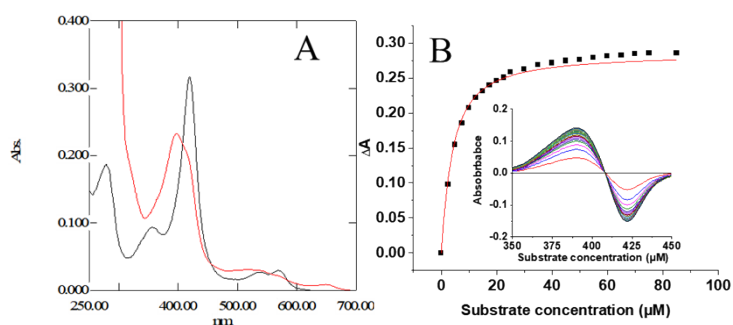 0.400
0.300
0.200
0.100
0.000
Abs.
A
250.00 400.00 500.00 600.00 700.00
nm
B
0.30
0.25
0.20
0.15
0.10
0.05
0.00
ΔA
0 20 40 60 80 100
Substrate concentration (µM)
0.2
0.1
0.0
-0.1
-0.2
Absobrbabce
350 375 400 425 450
Substrate concentration (µM)